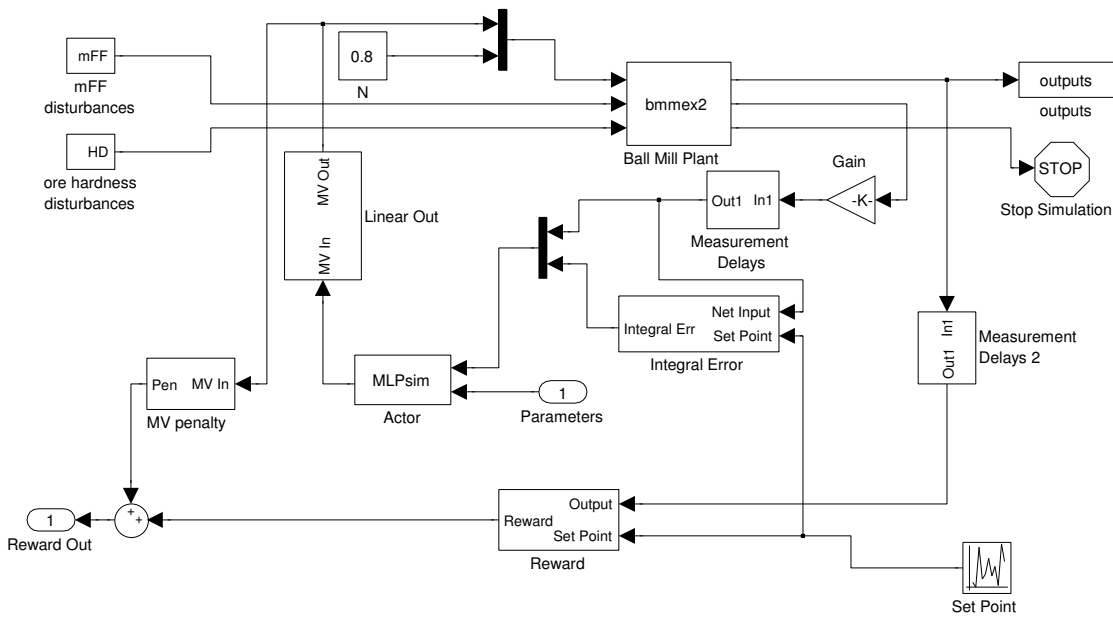 mFF
mFF
disturbances
HD
ore hardness
disturbances
0.8
N
bmmex2
Ball Mill Plant
outputs
outputs
STOP
Stop Simulation
Gain
-K-
Out1 In1
Measurement
Delays
MV Out
MV In
Linear Out
Net Input
Integral Err
Set Point
Integral Error
In1
Out1
Measurement
Delays 2
Pen MV In
MV penalty
MLPsim
Actor
1
Parameters
Output
Reward
Set Point
Reward
+
+
1
Reward Out
Set Point